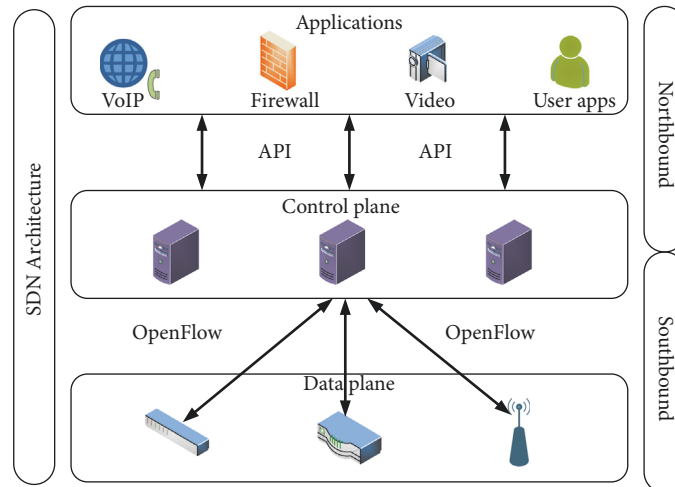 Applications
VoIP
Firewall
Video
User apps
API
API
Control plane
OpenFlow
OpenFlow
Data plane
SDN Architecture
Northbound
Southbound